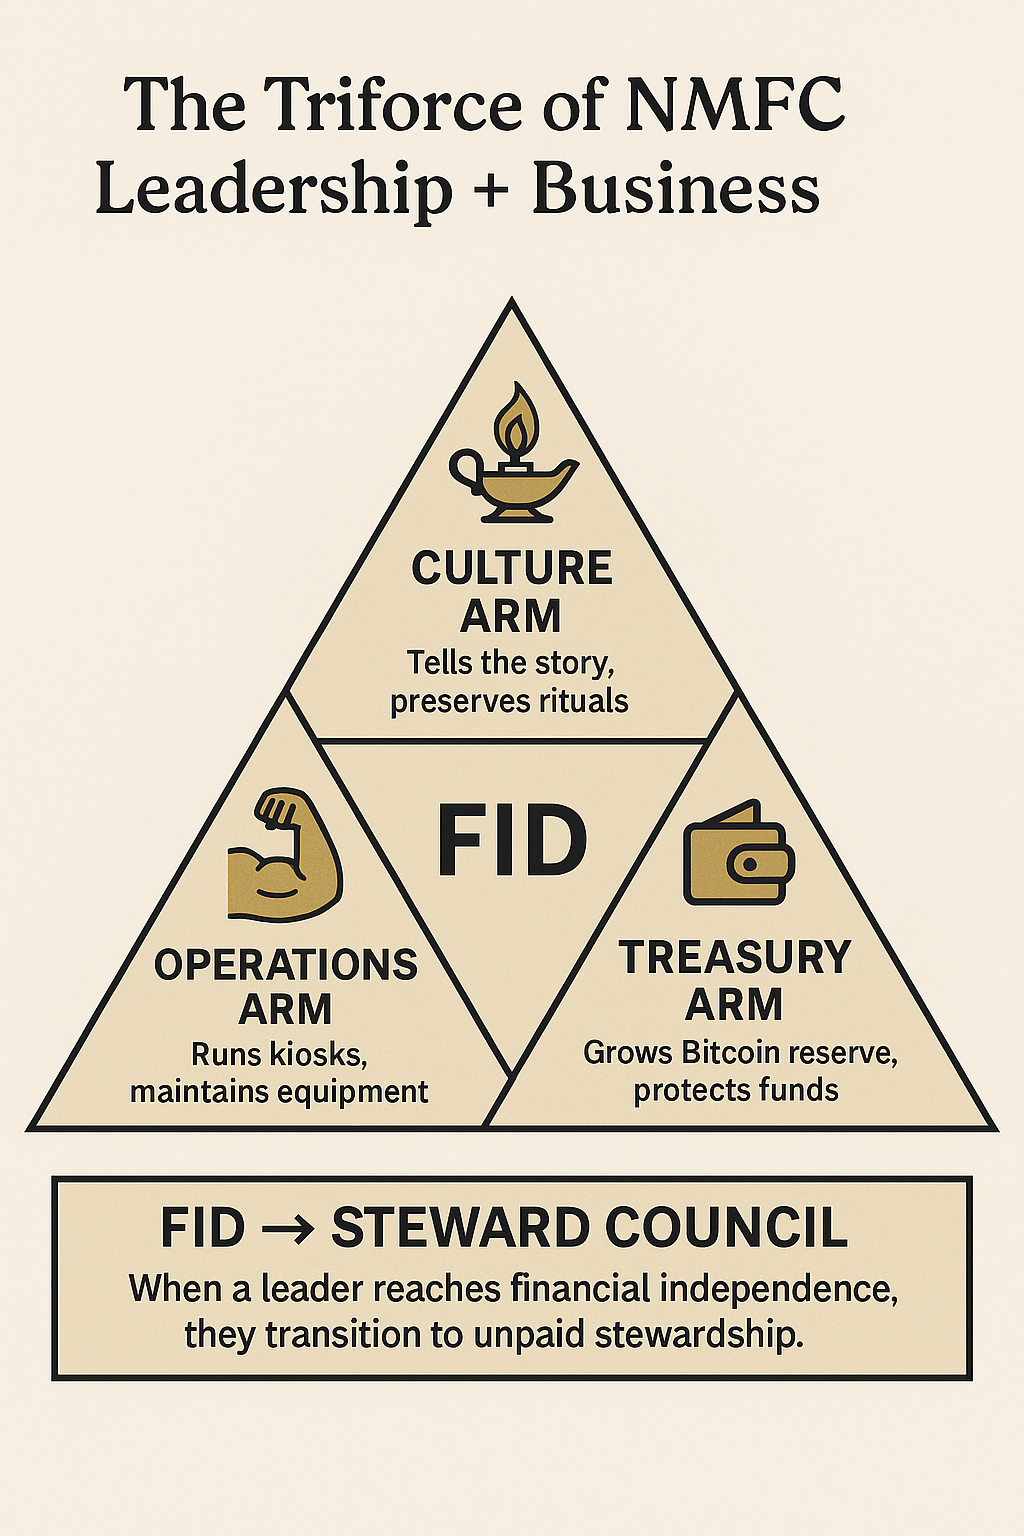 The Triforce of NMFC
Leadership + Business
CULTURE
ARM
Tells the story,
preserves rituals
FID
OPERATIONS
ARM
Runs kiosks,
maintains equipment
TREASURY
ARM
Grows Bitcoin reserve,
protects funds
FID → STEWARD COUNCIL
When a leader reaches financial independence,
they transition to unpaid stewardship.